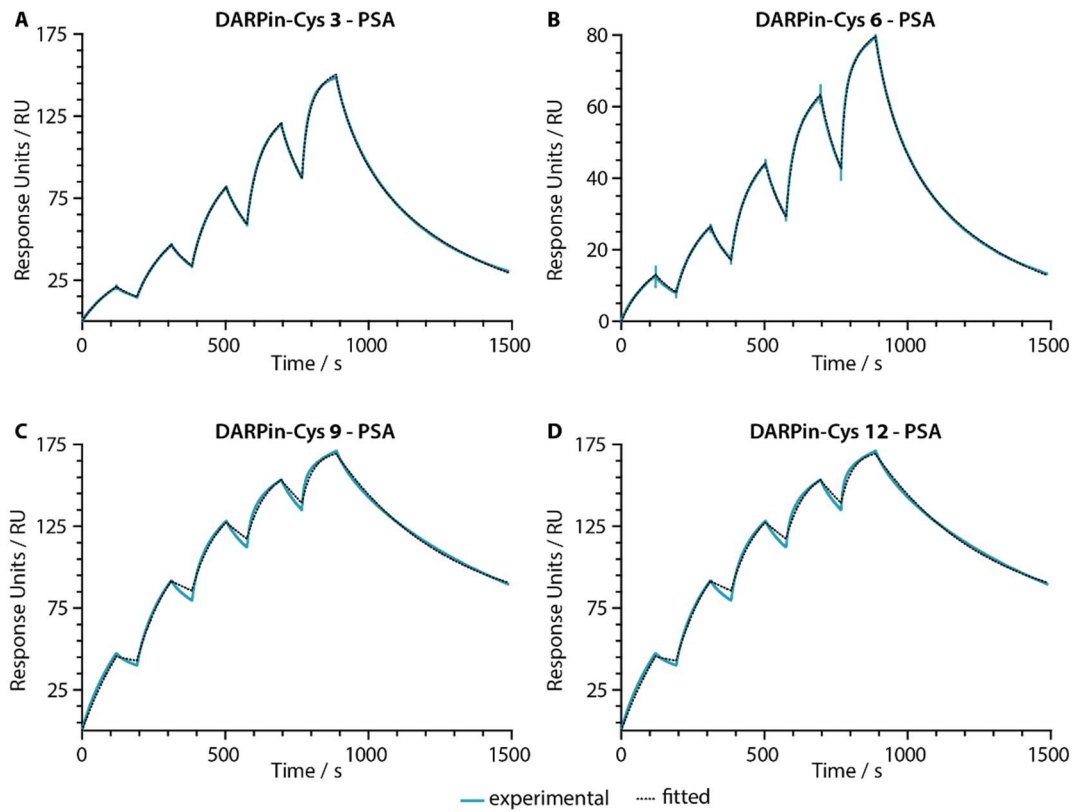 A
DARPin-Cys 3 - PSA
175
125
75
25
Response Units / RU
0
500
1000
1500
Time / s
B
DARPin-Cys 6 - PSA
80
60
40
20
0
Response Units / RU
0
500
1000
1500
Time / s
C
DARPin-Cys 9 - PSA
175
125
75
25
Response Units / RU
0
500
1000
1500
Time / s
D
DARPin-Cys 12 - PSA
175
125
75
25
Response Units / RU
0
500
1000
1500
Time / s
experimental
fitted